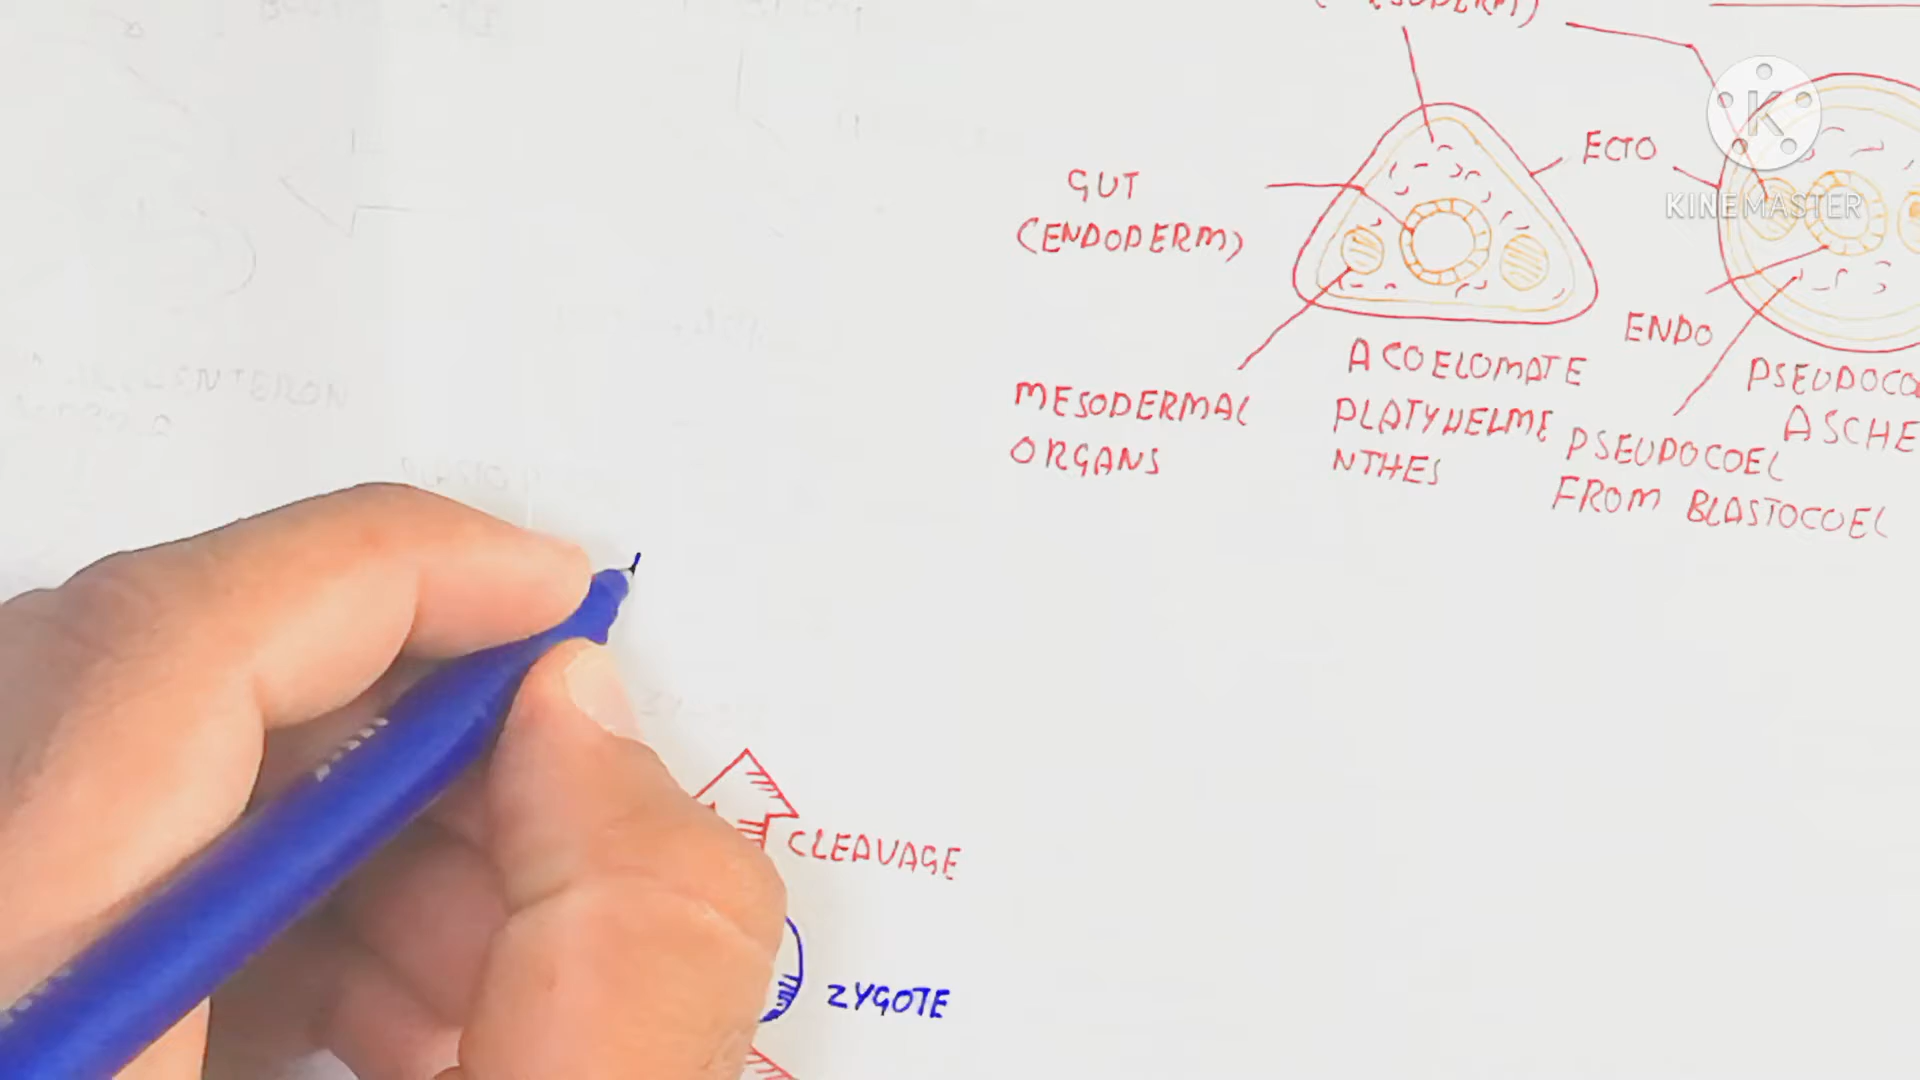 GUT
(ENDODERM)
ECTO
KINEMASTER
ENDO
MESODERMAL
ORGANS
ACOELOMATE
PLATYHELME
NTHES
PSEUDOCOEL
FROM BLASTOCOEL
CLEAVAGE
ZYGOTE